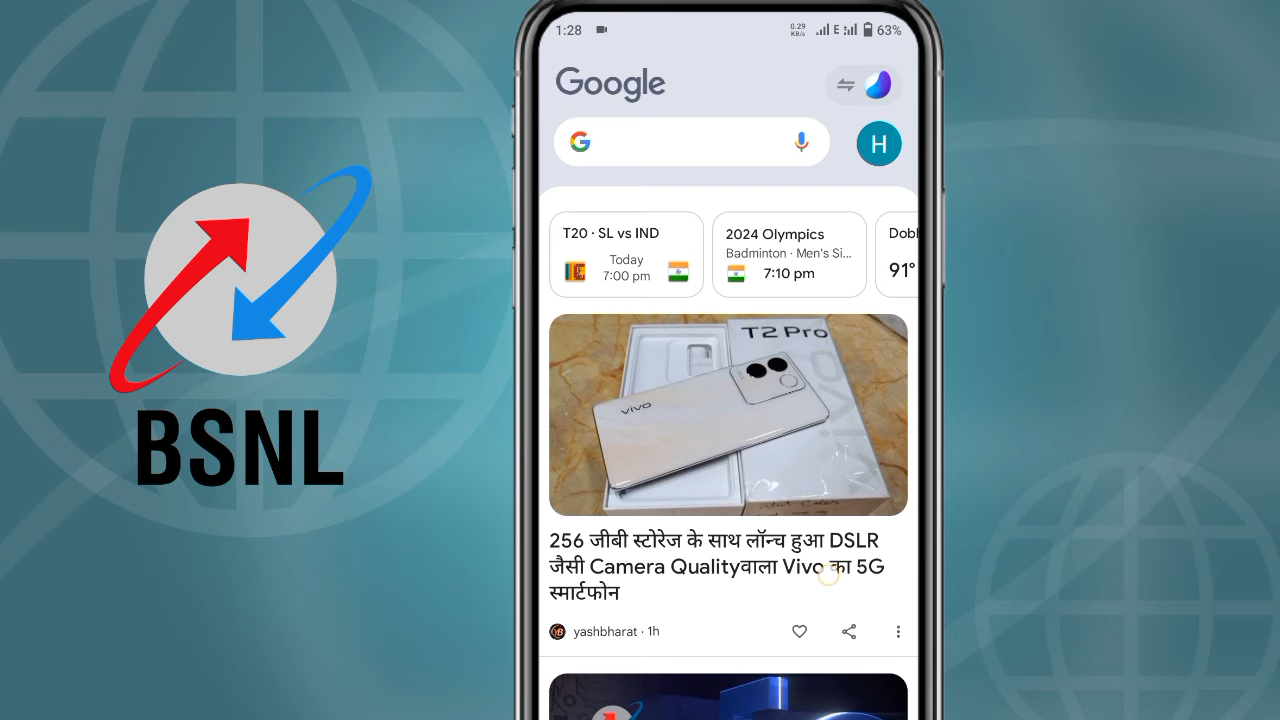 BSNL
1:28
0.29
KB/s
E
63%
Google
G
H
T20 · SL vs IND
Today
7:00 pm
2024 Olympics
Badminton · Men's Si...
7:10 pm
Dobl
91°
T2 Pro
vivo
256 जीबी स्टोरेज के साथ लॉन्च हुआ DSLR
जैसी Camera Qualityवाला Vivo का 5G
स्मार्टफोन
yashbharat · 1h